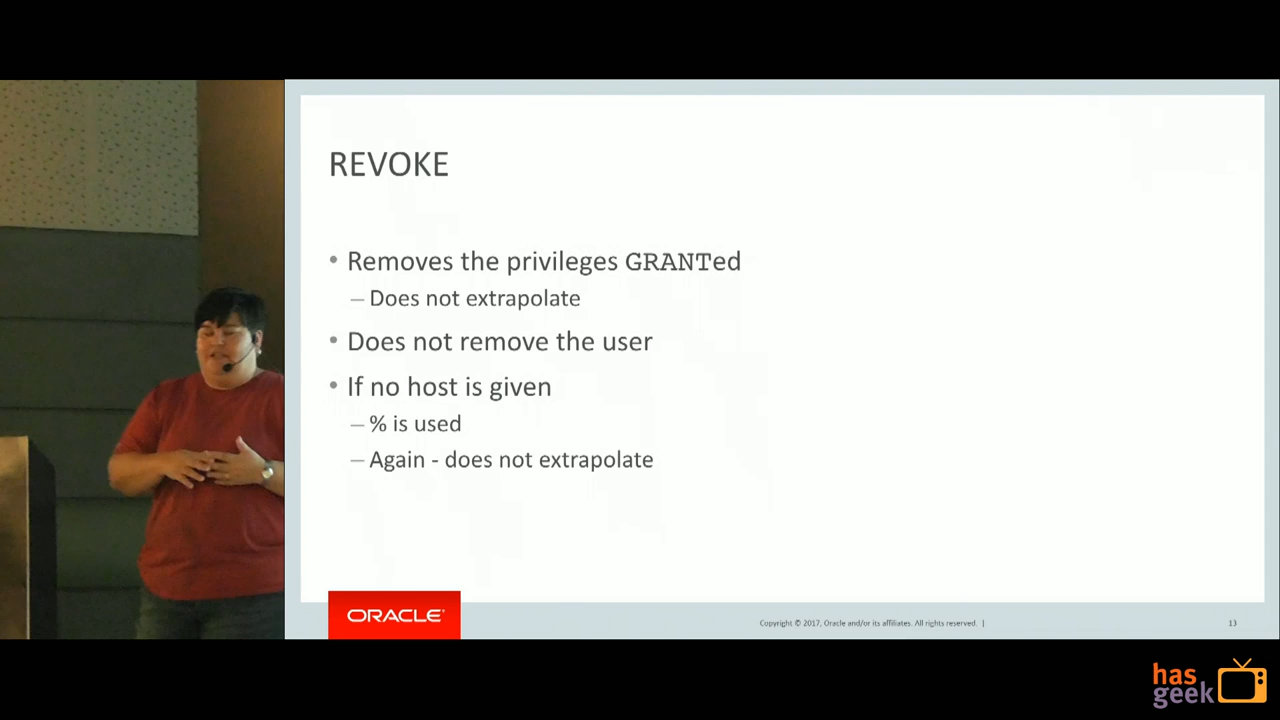 REVOKE
• Removes the privileges GRANTed
– Does not extrapolate
• Does not remove the user
• If no host is given
– % is used
– Again - does not extrapolate
ORACLE
Copyright © 2017, Oracle and/or its affiliates. All rights reserved. |
13
has
geek